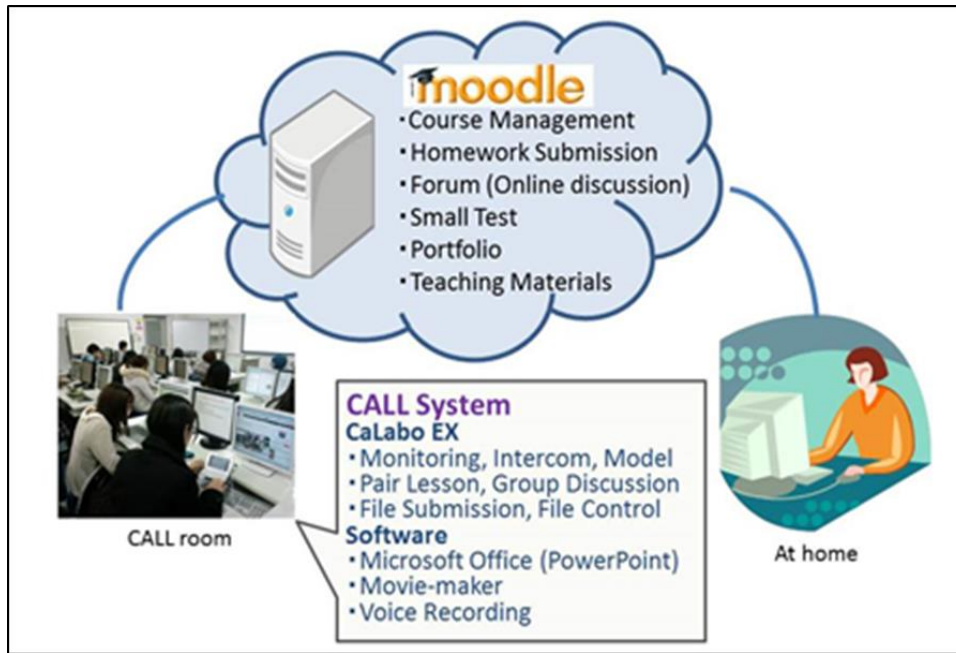 moodle
・Course Management
・Homework Submission
・Forum (Online discussion)
・Small Test
・Portfolio
・Teaching Materials
CALL room
CALL System
CaLabo EX
・Monitoring, Intercom, Model
・Pair Lesson, Group Discussion
・File Submission, File Control
Software
・Microsoft Office (PowerPoint)
・Movie-maker
・Voice Recording
At home